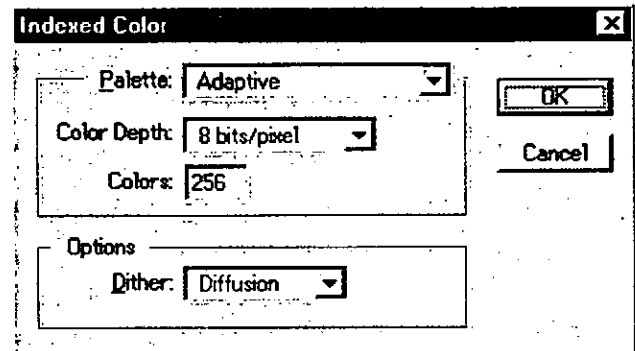 Indexed Color
Palette: Adaptive
OK
Color Depth: 8 bits/pixel
Cancel
Colors: 256
Options
Dither: Diffusion